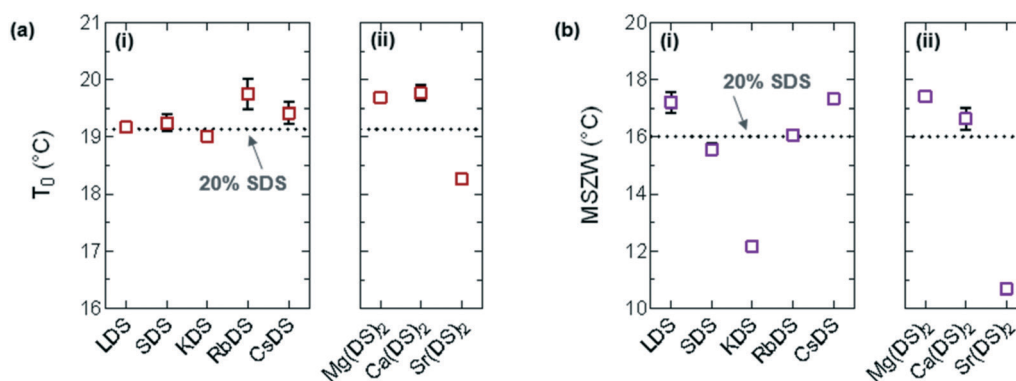 (a)
(i)
(ii)
T₀ (°C)
21
20
19
18
17
16
20% SDS
LDS
SDS
KDS
RbDS
CsDS
Mg(DS)₂
Ca(DS)₂
Sr(DS)₂
(b)
(i)
(ii)
MSZW (°C)
20
18
16
14
12
10
20% SDS
LDS
SDS
KDS
RbDS
CsDS
Mg(DS)₂
Ca(DS)₂
Sr(DS)₂